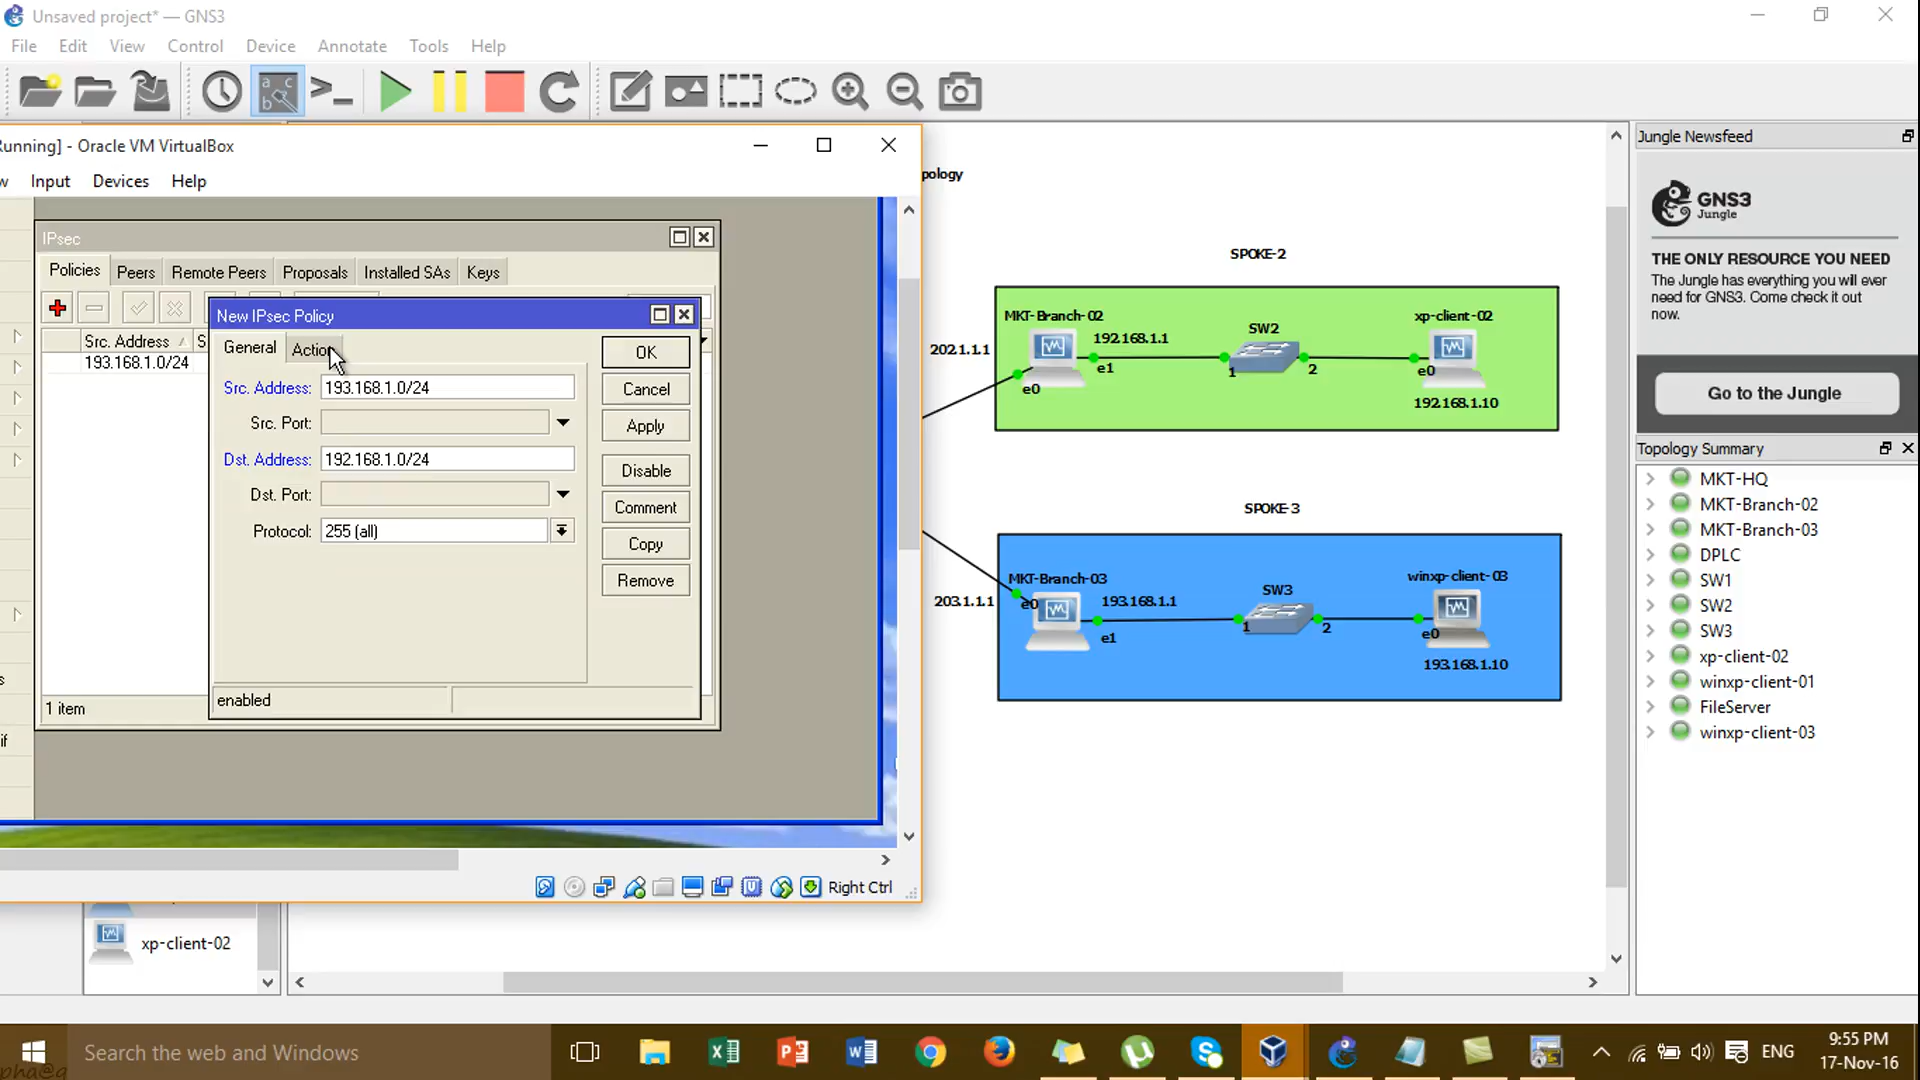 Unsaved project* — GNS3
File Edit View Control Device Annotate Tools Help
Running] - Oracle VM VirtualBox
Input Devices Help
IPsec
Policies Peers Remote Peers Proposals Installed SAs Keys
Src. Address
193.168.1.0/24
1 item
New IPsec Policy
General Action
Src. Address: 193.168.1.0/24
Src. Port:
Dst. Address: 192.168.1.0/24
Dst. Port:
Protocol: 255 (all)
OK
Cancel
Apply
Disable
Comment
Copy
Remove
enabled
Right Ctrl
xp-client-02
pology
SPOKE-2
MKT-Branch-02
202.1.1.1
192.168.1.1
e0
e1
SW2
1
2
xp-client-02
e0
192.168.1.10
SPOKE-3
MKT-Branch-03
203.1.1.1
193.168.1.1
e0
e1
SW3
1
2
winxp-client-03
e0
193.168.1.10
Jungle Newsfeed
GNS3
Jungle
THE ONLY RESOURCE YOU NEED
The Jungle has everything you will ever
need for GNS3. Come check it out
now.
Go to the Jungle
Topology Summary
MKT-HQ
MKT-Branch-02
MKT-Branch-03
DPLC
SW1
SW2
SW3
xp-client-02
winxp-client-01
FileServer
winxp-client-03
Search the web and Windows
ENG
9:55 PM
17-Nov-16